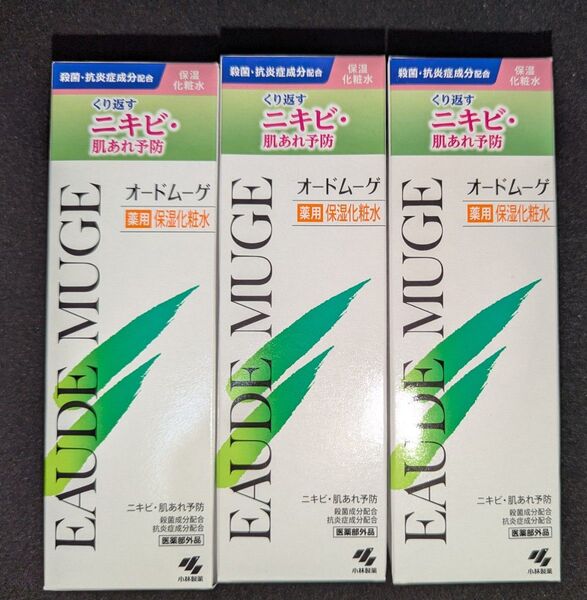 殺菌・抗炎症成分配合
保湿
化粧水
くり返す
ニキビ・
肌あれ予防
EAUDE MUGE
オードムーゲ
薬用 保湿化粧水
ニキビ・肌あれ予防
殺菌成分配合
抗炎症成分配合
医薬部外品
小林製薬
殺菌・抗炎症成分配合
保湿
化粧水
くり返す
ニキビ・
肌あれ予防
EAUDE MUGE
オードムーゲ
薬用 保湿化粧水
ニキビ・肌あれ予防
殺菌成分配合
抗炎症成分配合
医薬部外品
小林製薬
殺菌・抗炎症成分配合
保湿
化粧水
くり返す
ニキビ・
肌あれ予防
EAUDE MUGE
オードムーゲ
薬用 保湿化粧水
ニキビ・肌あれ予防
殺菌成分配合
抗炎症成分配合
医薬部外品
小林製薬